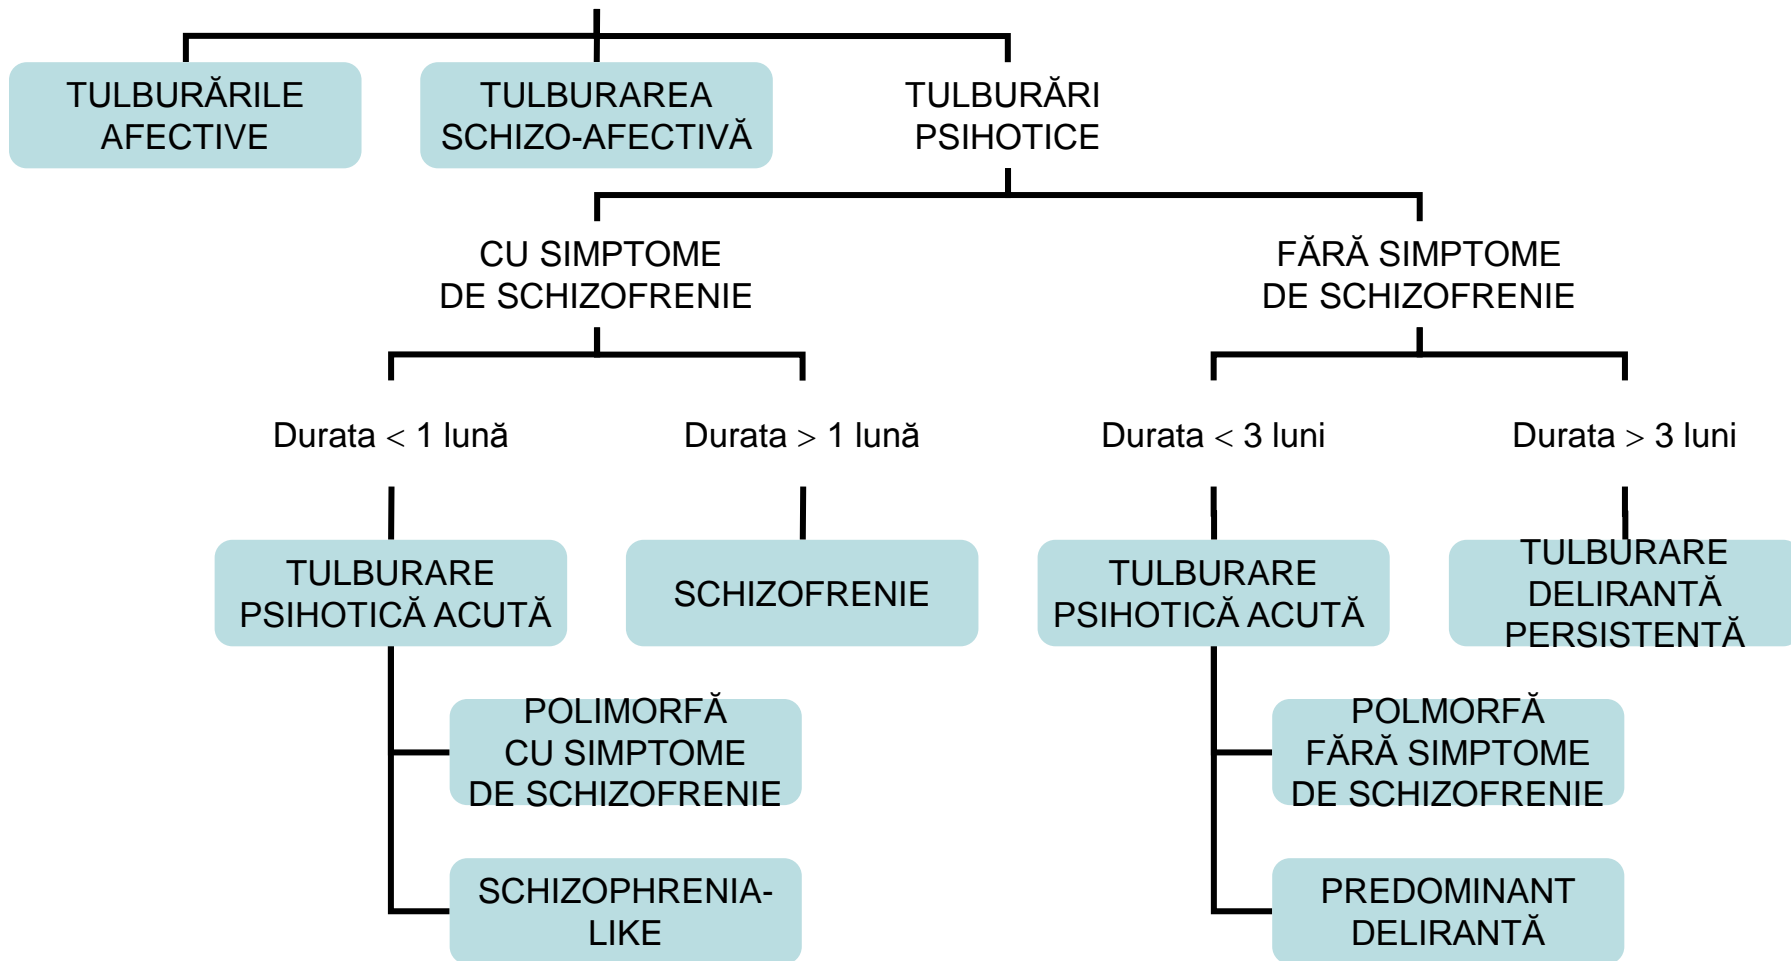 TULBURĂRILE
AFECTIVE
TULBURAREA
SCHIZO-AFECTIVĂ
TULBURĂRI
PSIHOTICE
CU SIMPTOME
DE SCHIZOFRENIE
FĂRĂ SIMPTOME
DE SCHIZOFRENIE
Durata < 1 lună
Durata > 1 lună
Durata < 3 luni
Durata > 3 luni
TULBURARE
PSIHOTICĂ ACUTĂ
SCHIZOFRENIE
TULBURARE
PSIHOTICĂ ACUTĂ
TULBURARE
DELIRANTĂ
PERSISTENTĂ
POLIMORFĂ
CU SIMPTOME
DE SCHIZOFRENIE
POLMORFĂ
FĂRĂ SIMPTOME
DE SCHIZOFRENIE
SCHIZOPHRENIA-
LIKE
PREDOMINANT
DELIRANTĂ